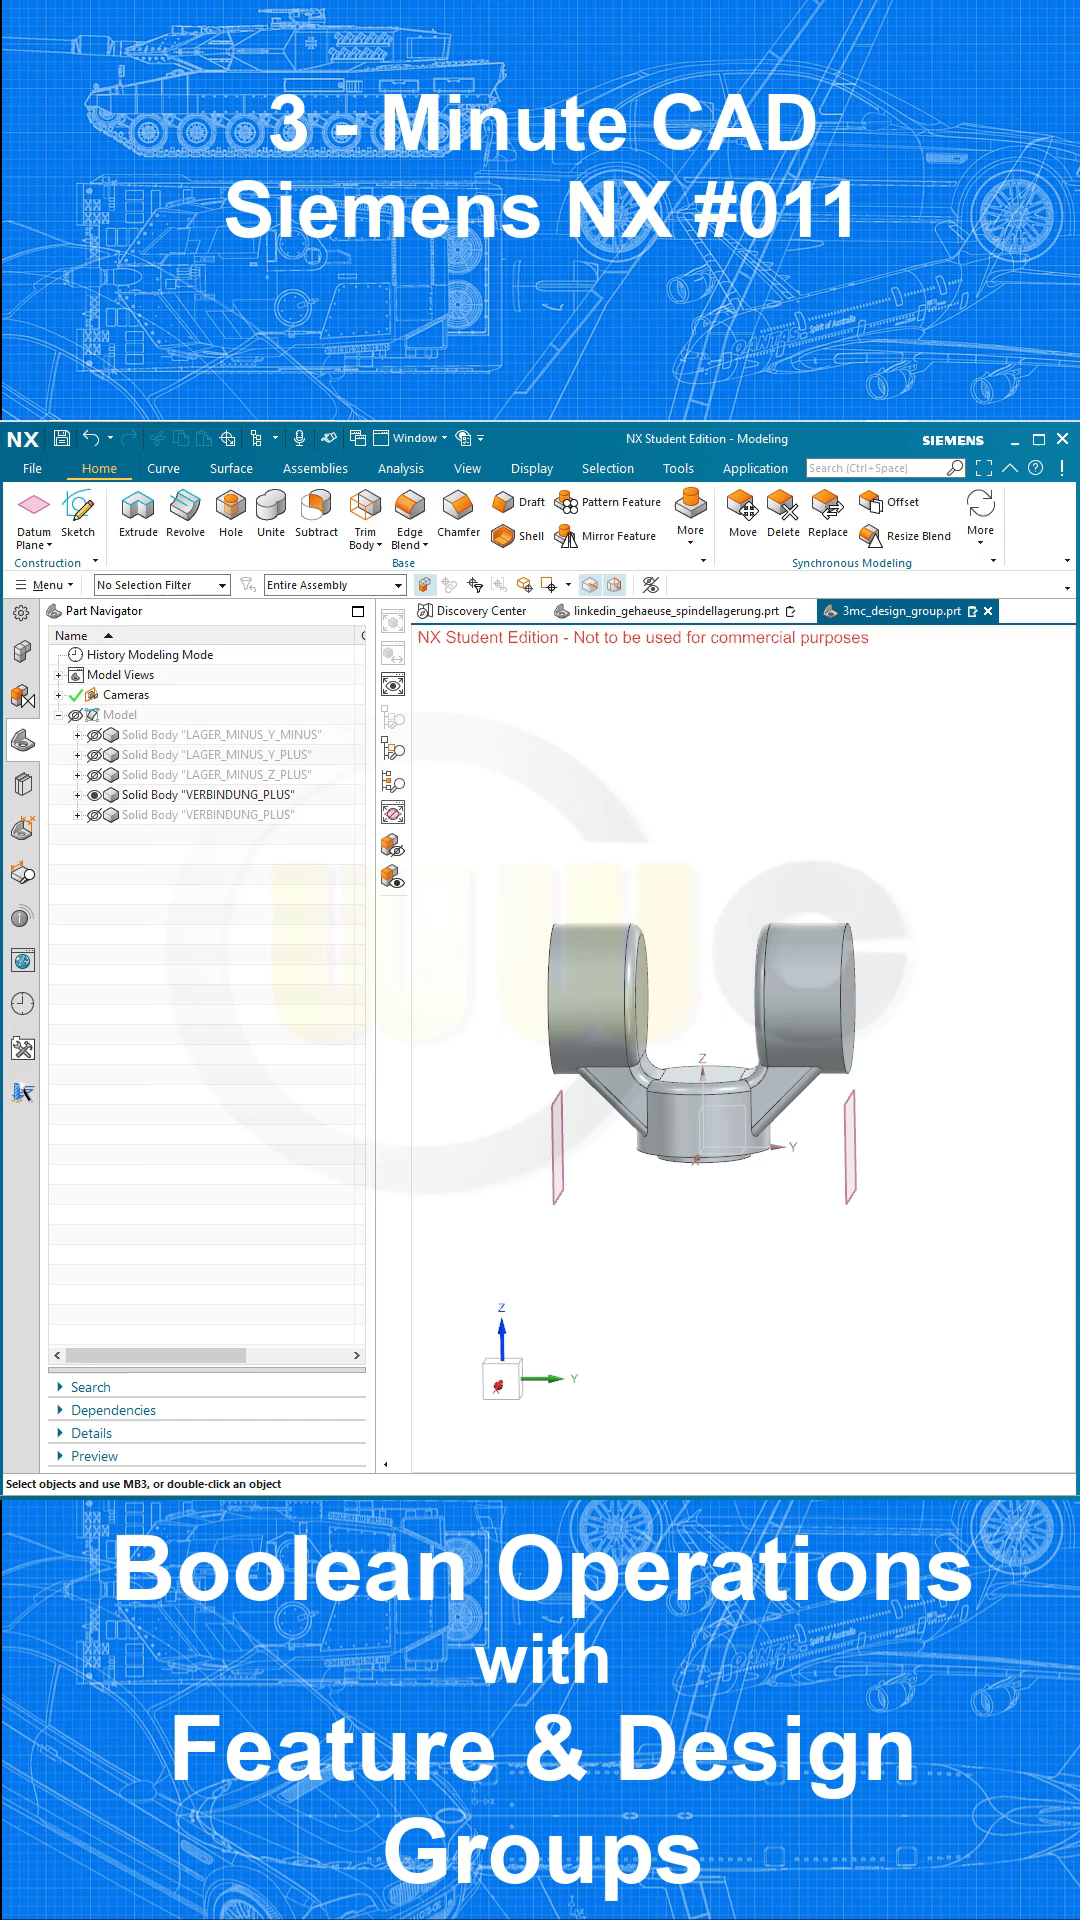 3 - Minute CAD
Siemens NX #011
NX
Window
NX Student Edition - Modeling
SIEMENS
File
Home
Curve
Surface
Assemblies
Analysis
View
Display
Selection
Tools
Application
Search (Ctrl+Space)
Datum Plane
Sketch
Extrude
Revolve
Hole
Unite
Subtract
Trim Body
Edge Blend
Chamfer
Draft
Shell
Pattern Feature
Mirror Feature
More
Move
Delete
Replace
Offset
Resize Blend
More
Construction
Base
Synchronous Modeling
Menu
No Selection Filter
Entire Assembly
Part Navigator
Discovery Center
linkedin_gehaeuse_spindellagerung.prt
3mc_design_group.prt
Name
NX Student Edition - Not to be used for commercial purposes
History Modeling Mode
Model Views
Cameras
Model
Solid Body "LAGER_MINUS_Y_MINUS"
Solid Body "LAGER_MINUS_Y_PLUS"
Solid Body "LAGER_MINUS_Z_PLUS"
Solid Body "VERBINDUNG_PLUS"
Solid Body "VERBINDUNG_PLUS"
Z
Y
X
Z
Y
X
Search
Dependencies
Details
Preview
Select objects and use MB3, or double-click an object
Boolean Operations
with
Feature & Design
Groups